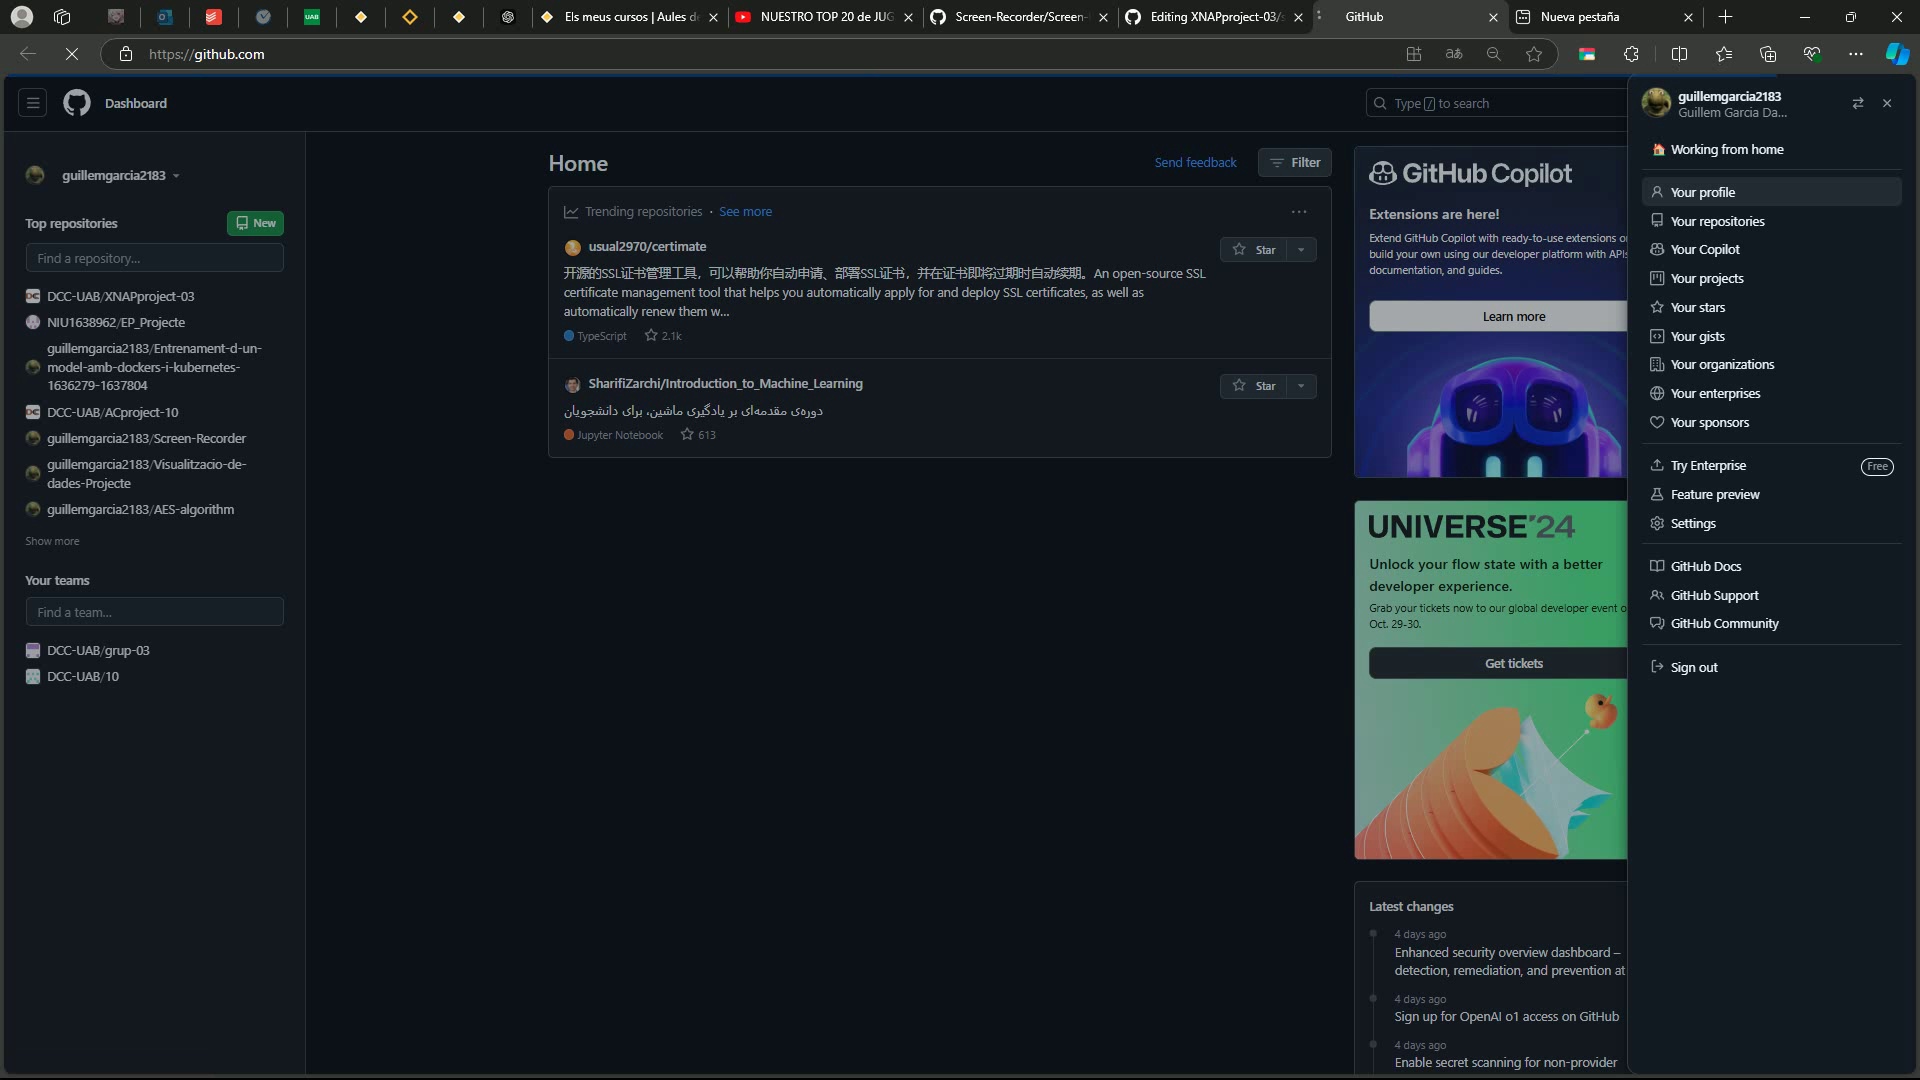 Els meus cursos | Aules d
NUESTRO TOP 20 de JUG
Screen-Recorder/Screen-
Editing XNAPproject-03/s
GitHub
Nueva pestaña
https://github.com
Dashboard
Type / to search
guillemgarcia2183
Guillem Garcia Da...
Working from home
Your profile
Your repositories
Your Copilot
Your projects
Your stars
Your gists
Your organizations
Your enterprises
Your sponsors
Try Enterprise
Free
Feature preview
Settings
GitHub Docs
GitHub Support
GitHub Community
Sign out
guillemgarcia2183
Top repositories
New
Find a repository...
DCC-UAB/XNAPproject-03
NIU1638962/EP_Projecte
guillemgarcia2183/Entrenament-d-un-
model-amb-dockers-i-kubernetes-
1636279-1637804
DCC-UAB/ACproject-10
guillemgarcia2183/Screen-Recorder
guillemgarcia2183/Visualitzacio-de-
dades-Projecte
guillemgarcia2183/AES-algorithm
Show more
Your teams
Find a team...
DCC-UAB/grup-03
DCC-UAB/10
Home
Send feedback
Filter
Trending repositories · See more
usual2970/certimate
Star
开源的SSL证书管理工具，可以帮助你自动申请、部署SSL证书，并在证书即将过期时自动续期。An open-source SSL
certificate management tool that helps you automatically apply for and deploy SSL certificates, as well as
automatically renew them w...
TypeScript 2.1k
SharifiZarchi/Introduction_to_Machine_Learning
Star
دوره‌ی مقدمه‌ای بر یادگیری ماشین، برای دانشجویان
Jupyter Notebook 613
GitHub Copilot
Extensions are here!
Extend GitHub Copilot with ready-to-use extensions o
build your own using our developer platform with APIs
documentation, and guides.
Learn more
UNIVERSE'24
Unlock your flow state with a better
developer experience.
Grab your tickets now to our global developer event o
Oct. 29-30.
Get tickets
Latest changes
4 days ago
Enhanced security overview dashboard –
detection, remediation, and prevention at
4 days ago
Sign up for OpenAI o1 access on GitHub
4 days ago
Enable secret scanning for non-provider